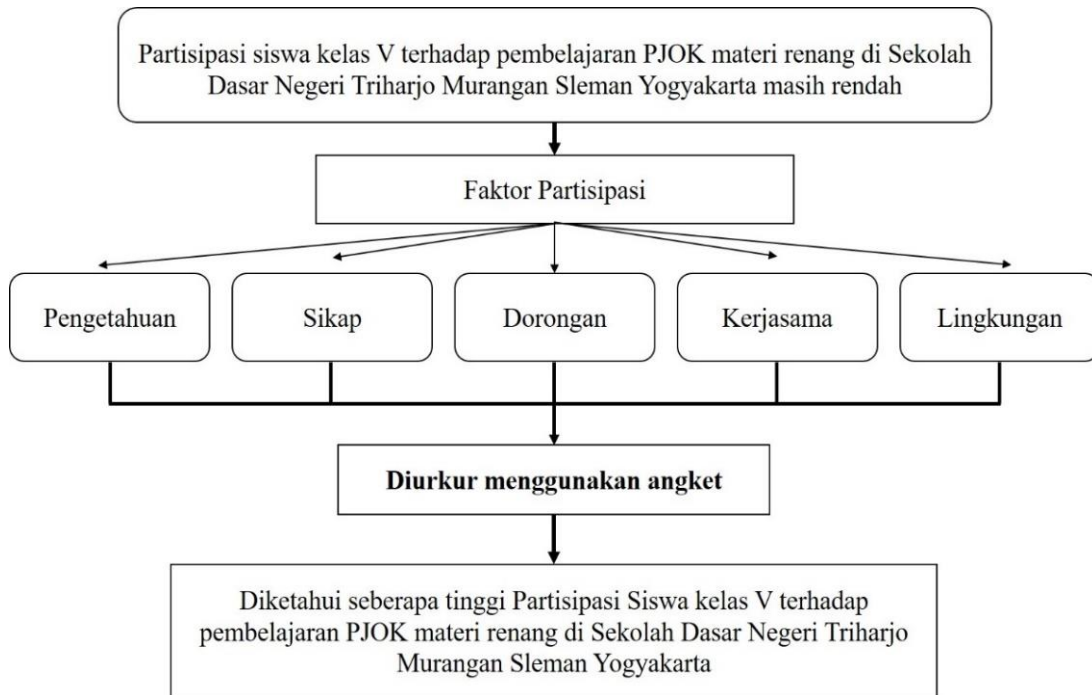 Partisipasi siswa kelas V terhadap pembelajaran PJOK materi renang di Sekolah
Dasar Negeri Triharjo Murangan Sleman Yogyakarta masih rendah
Faktor Partisipasi
Pengetahuan
Sikap
Dorongan
Kerjasama
Lingkungan
Diurkur menggunakan angket
Diketahui seberapa tinggi Partisipasi Siswa kelas V terhadap
pembelajaran PJOK materi renang di Sekolah Dasar Negeri Triharjo
Murangan Sleman Yogyakarta